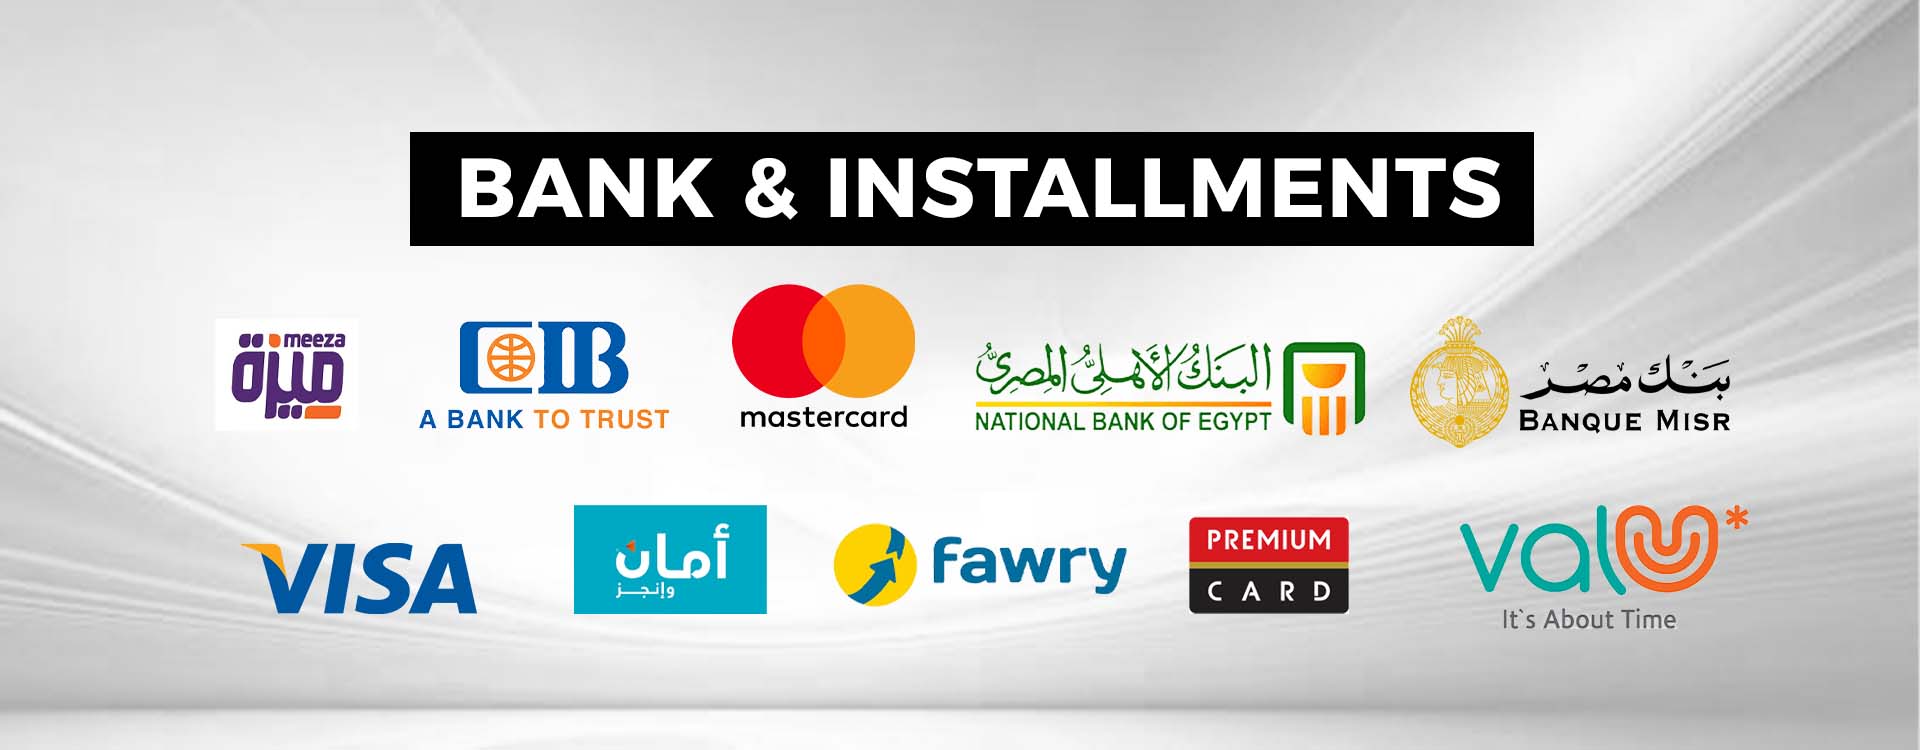 BANK & INSTALLMENTS
meeza
ميزة
CIB
A BANK TO TRUST
mastercard
البنك الأهلي المصري
NATIONAL BANK OF EGYPT
بنك مصر
BANQUE MISR
VISA
أمان
وإنجز
fawry
PREMIUM
CARD
valU*
It`s About Time